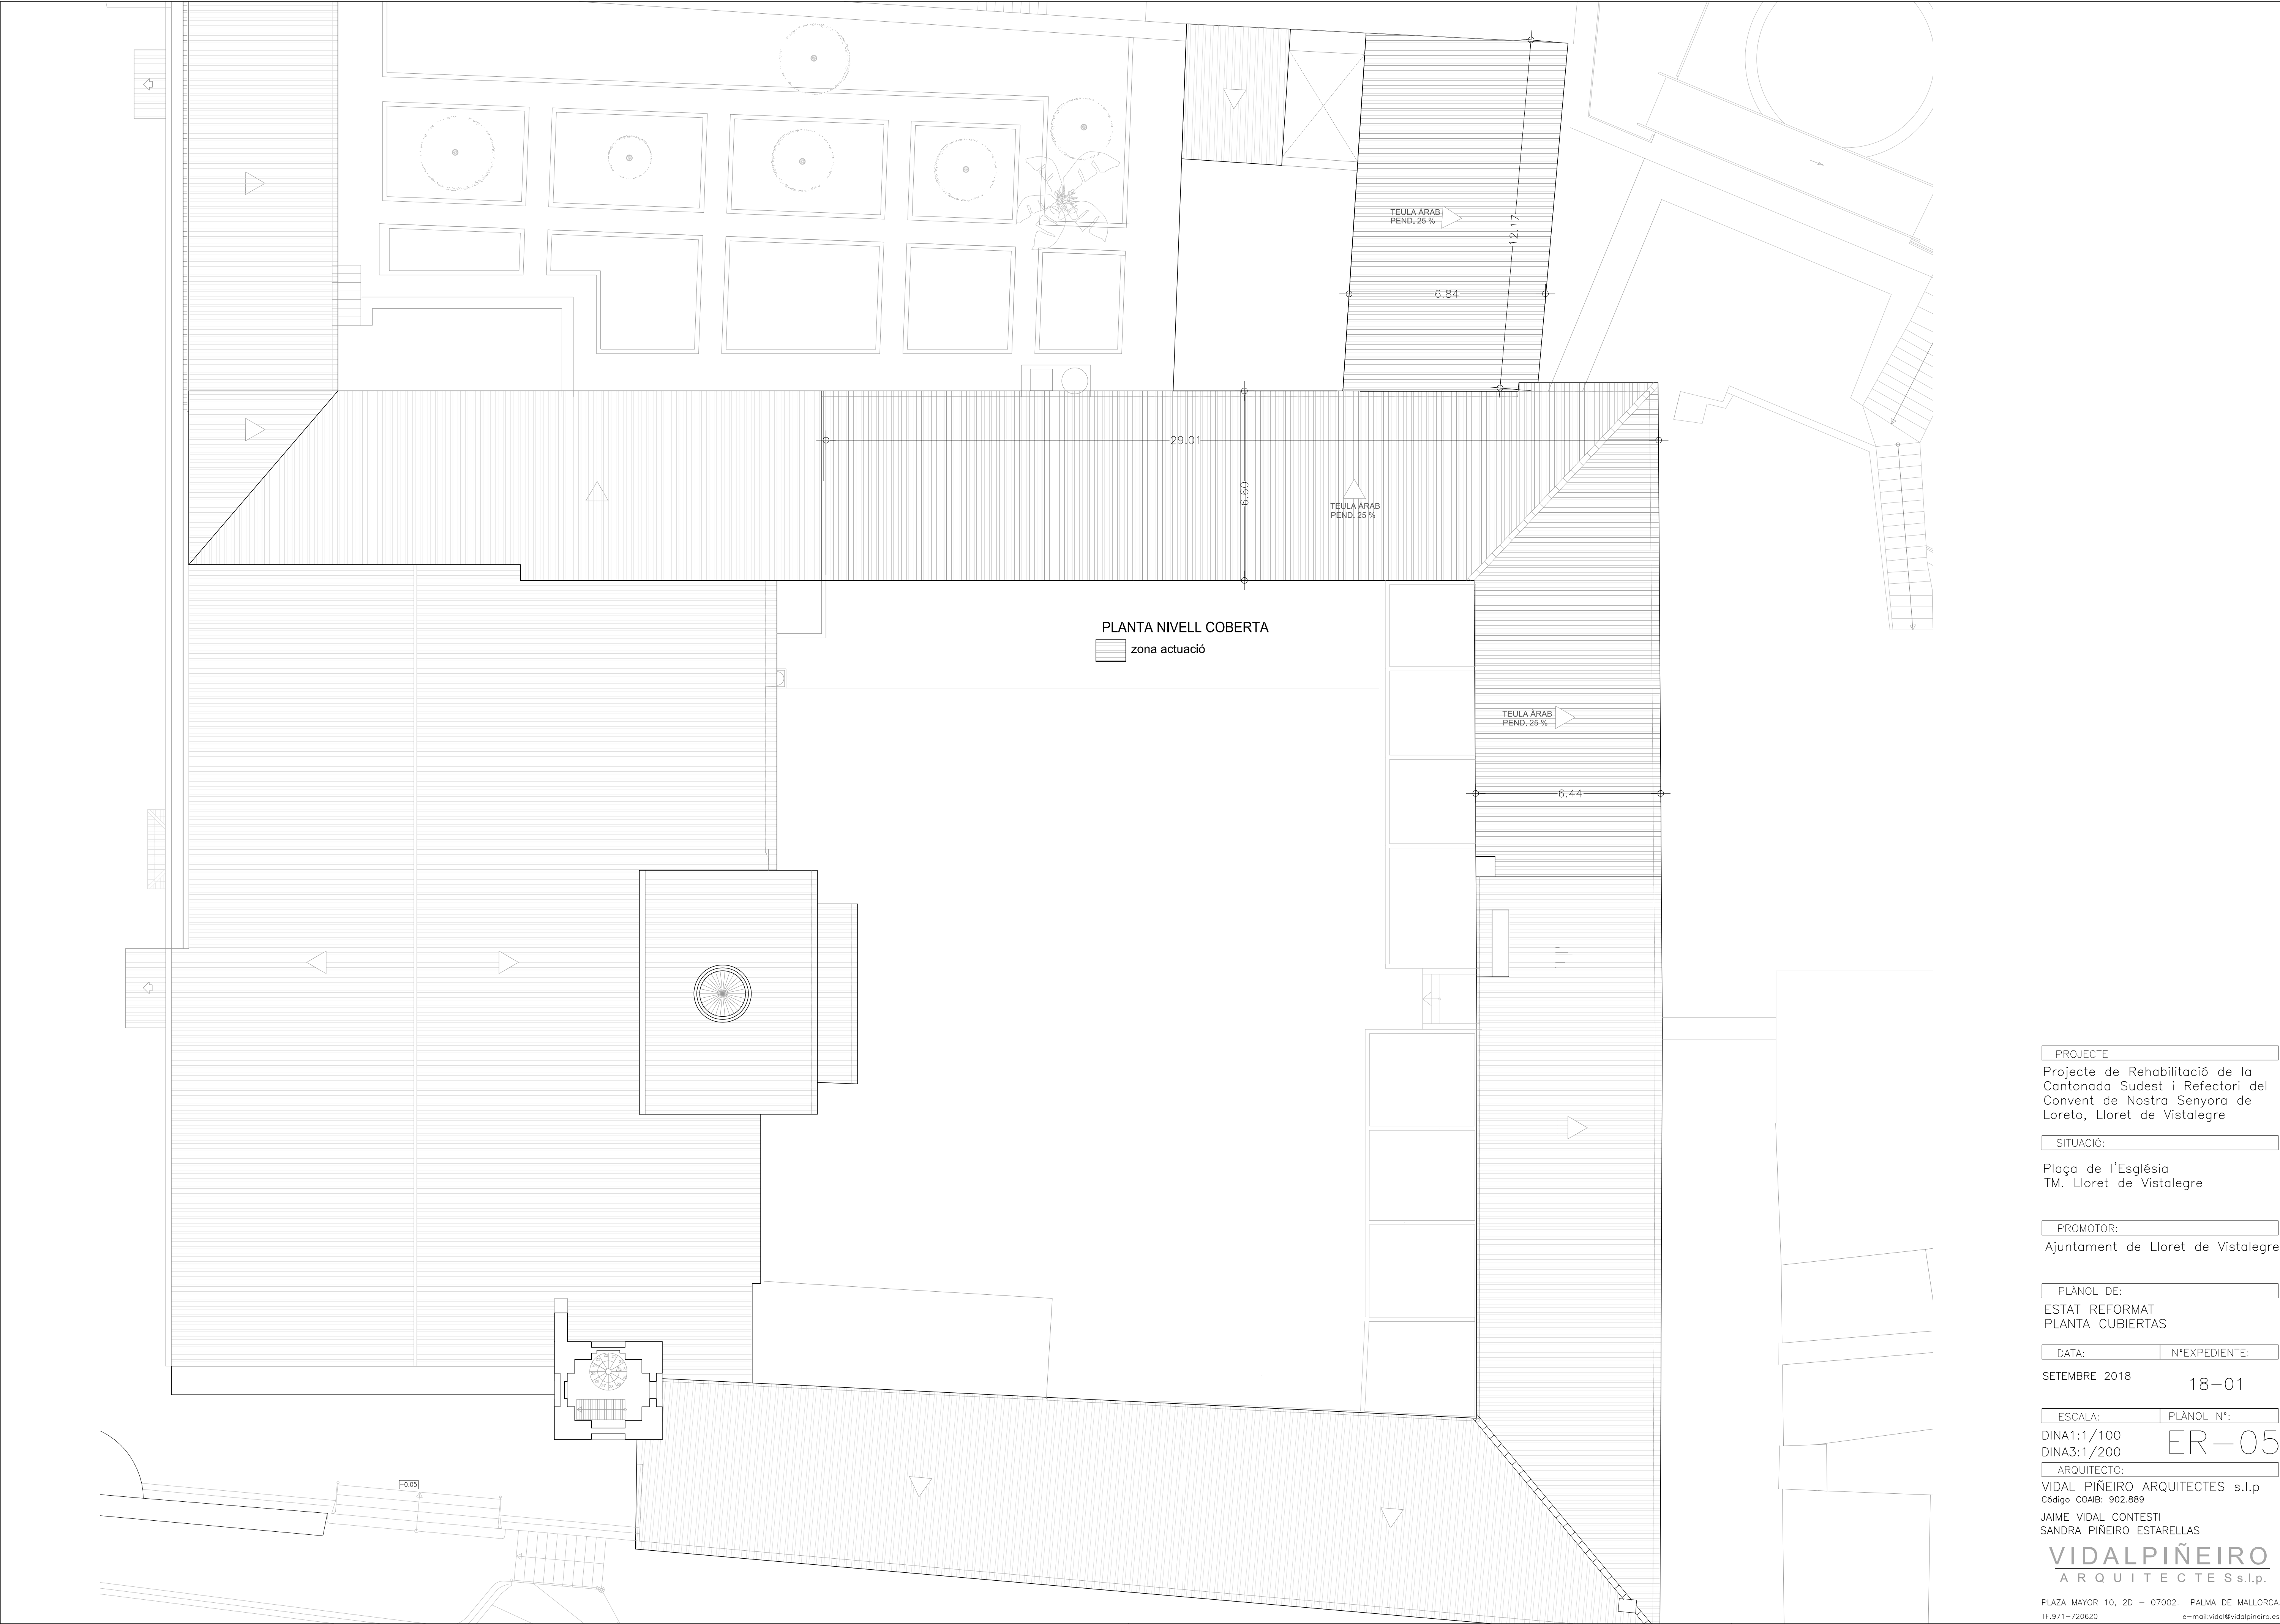 TEULA ÀRAB
PEND. 25 %
12.17
6.84
29.01
6.60
TEULA ÀRAB
PEND. 25 %
PLANTA NIVELL COBERTA
zona actuació
TEULA ÀRAB
PEND. 25 %
6.44
-0.05
PROJECTE
Projecte de Rehabilitació de la
Cantonada Sudest i Refectori del
Convent de Nostra Senyora de
Loreto, Lloret de Vistalegre
SITUACIÓ:
Plaça de l'Església
TM. Lloret de Vistalegre
PROMOTOR:
Ajuntament de Lloret de Vistalegre
PLÀNOL DE:
ESTAT REFORMAT
PLANTA CUBIERTAS
DATA: NºEXPEDIENTE:
SETEMBRE 2018 18-01
ESCALA: PLÀNOL Nº:
DINA1:1/100
DINA3:1/200
ER-05
ARQUITECTO:
VIDAL PIÑEIRO ARQUITECTES s.l.p
Código COAIB: 902.889
JAIME VIDAL CONTESTI
SANDRA PIÑEIRO ESTARELLAS
VIDALPIÑEIRO
ARQUITECTES s.l.p.
PLAZA MAYOR 10, 2D - 07002. PALMA DE MALLORCA.
TF.971-720620 e-mail:vidal@vidalpineiro.es